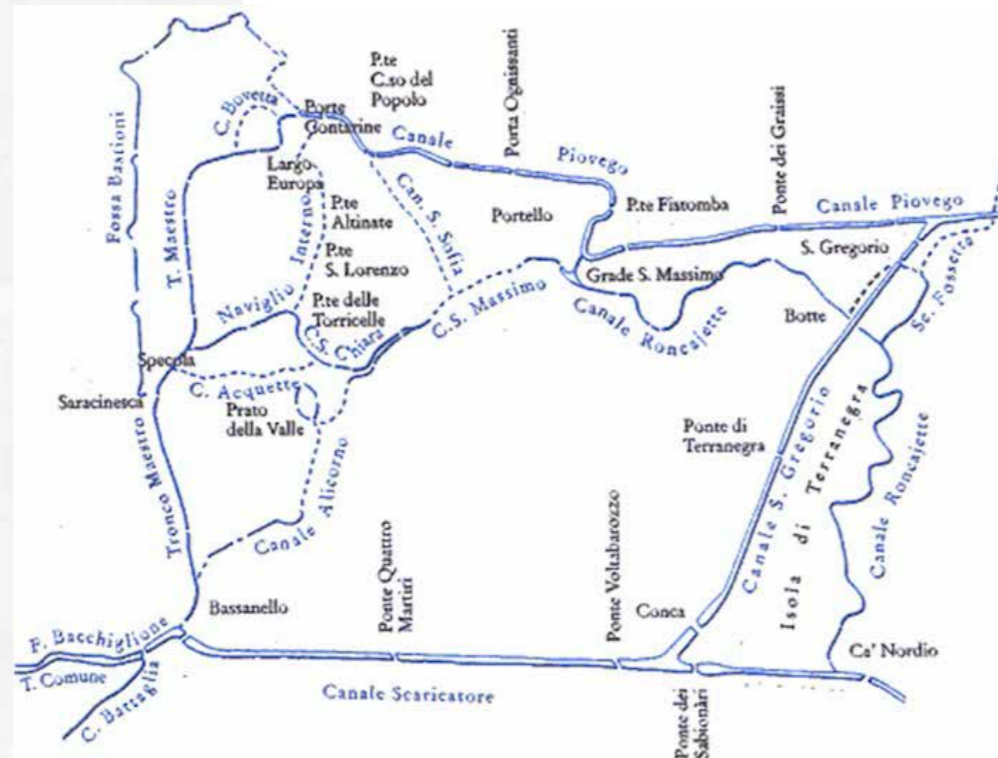 P.te
C.so del
Popolo
Porta Ognissanti
Ponte dei Graissi
C. Bovetta
Porte
Contarine
Canale
Piovego
Fossa Bastioni
Largo
Europa
T. Maestro
Interno
P.te
Altinate
Can. S. Sofia
Portello
P.te Fistomba
Canale Piovego
P.te
S. Lorenzo
S. Gregorio
Grade S. Massimo
Naviglio
P.te delle
Torricelle
C.S. Chiara
C.S. Massimo
Canale Roncajette
Botte
Sc. Fossetta
Specola
Saracinesca
C. Acquette
Prato
della Valle
Ponte di
Terranegra
Tronco Maestro
Canale Alicorno
Canale S. Gregorio
Isola di Terranegra
Canale Roncajette
Ponte Quattro
Martiri
Ponte Voltabarozzo
Bassanello
Conca
F. Bacchiglione
T. Comune
C. Battaglia
Canale Scaricatore
Ca' Nordio
Ponte dei
Sabionàri